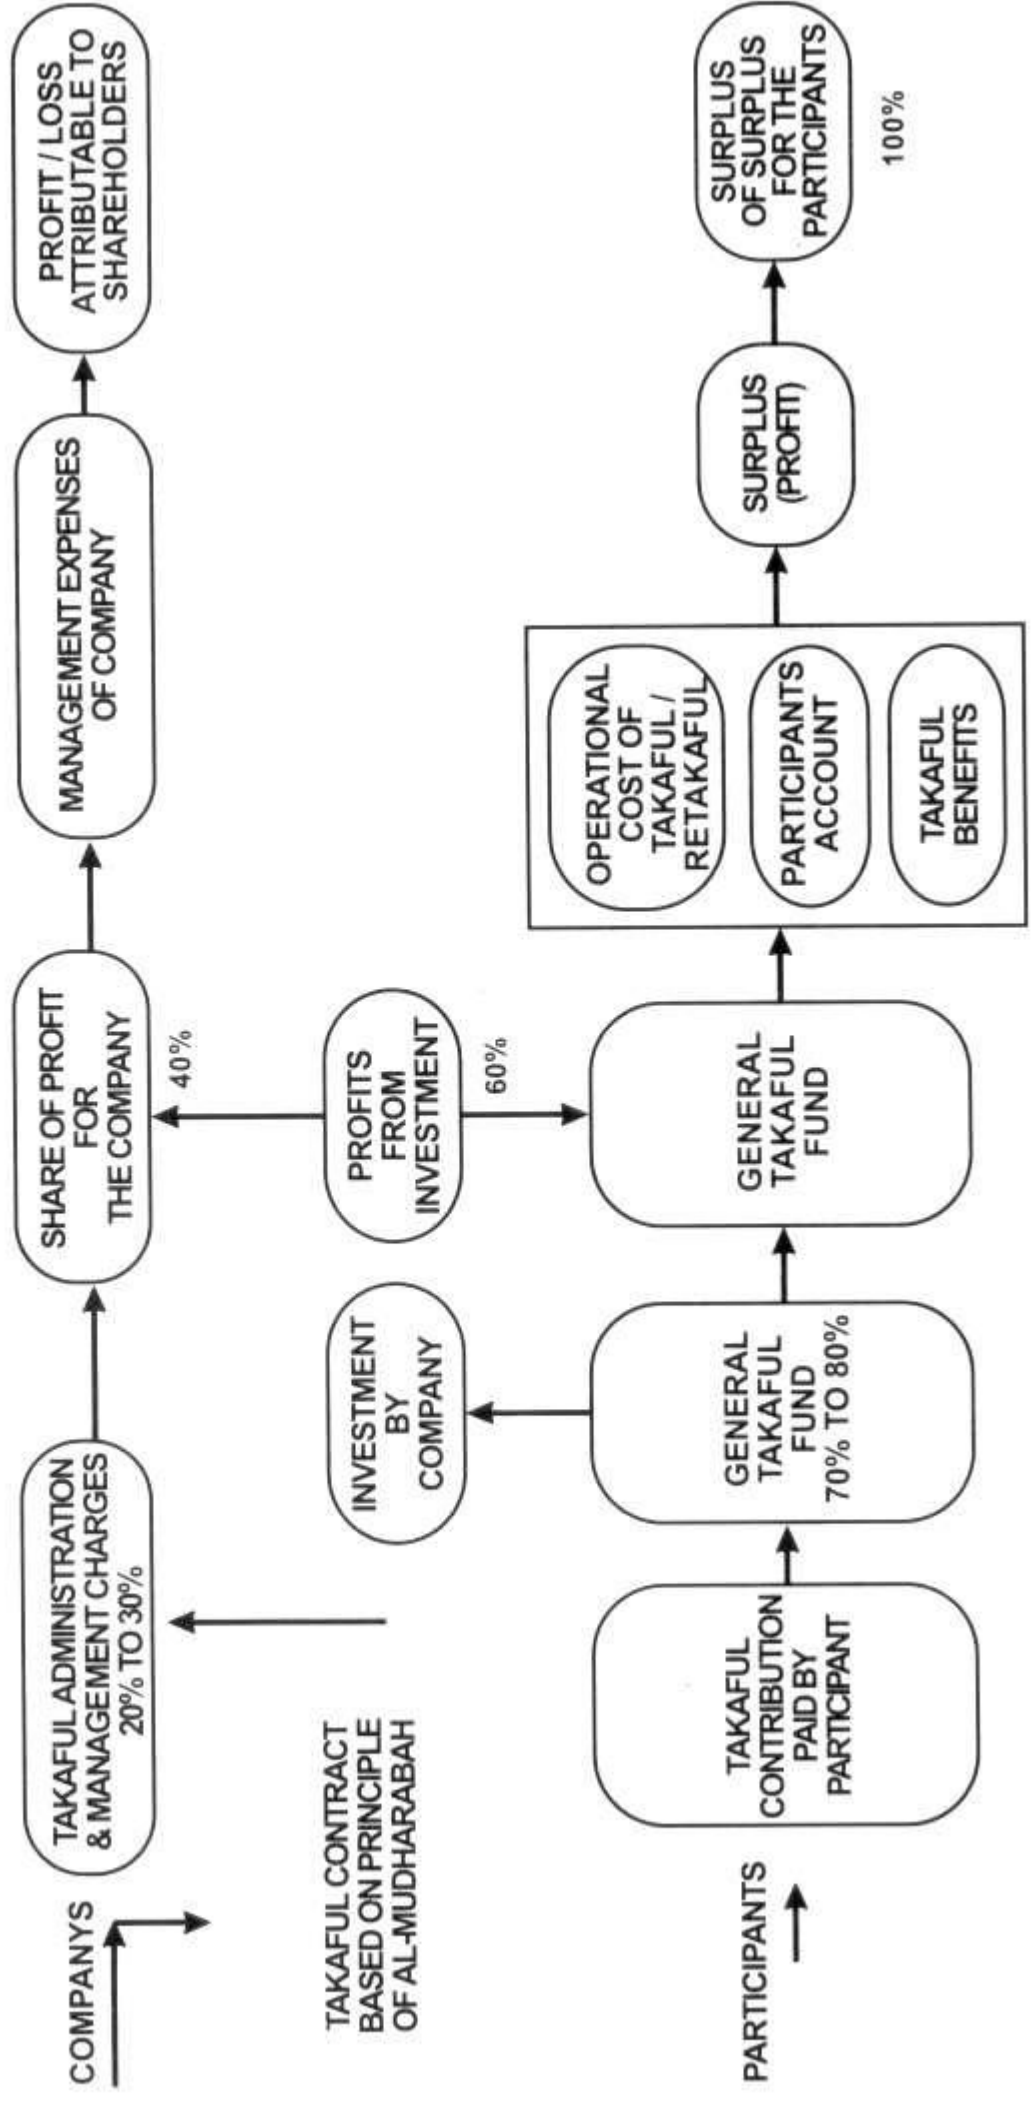 COMPANYS
TAKAFUL ADMINISTRATION
& MANAGEMENT CHARGES
20% TO 30%
SHARE OF PROFIT
FOR
THE COMPANY
40%
MANAGEMENT EXPENSES
OF COMPANY
PROFIT / LOSS
ATTRIBUTABLE TO
SHAREHOLDERS
TAKAFUL CONTRACT
BASED ON PRINCIPLE
OF AL-MUDHARABAH
INVESTMENT
BY
COMPANY
PROFITS
FROM
INVESTMENT
60%
PARTICIPANTS
TAKAFUL
CONTRIBUTION
PAID BY
PARTICIPANT
GENERAL
TAKAFUL
FUND
70% TO 80%
GENERAL
TAKAFUL
FUND
OPERATIONAL
COST OF
TAKAFUL /
RETAKAFUL
PARTICIPANTS
ACCOUNT
TAKAFUL
BENEFITS
SURPLUS
(PROFIT)
SURPLUS
OF SURPLUS
FOR THE
PARTICIPANTS
100%